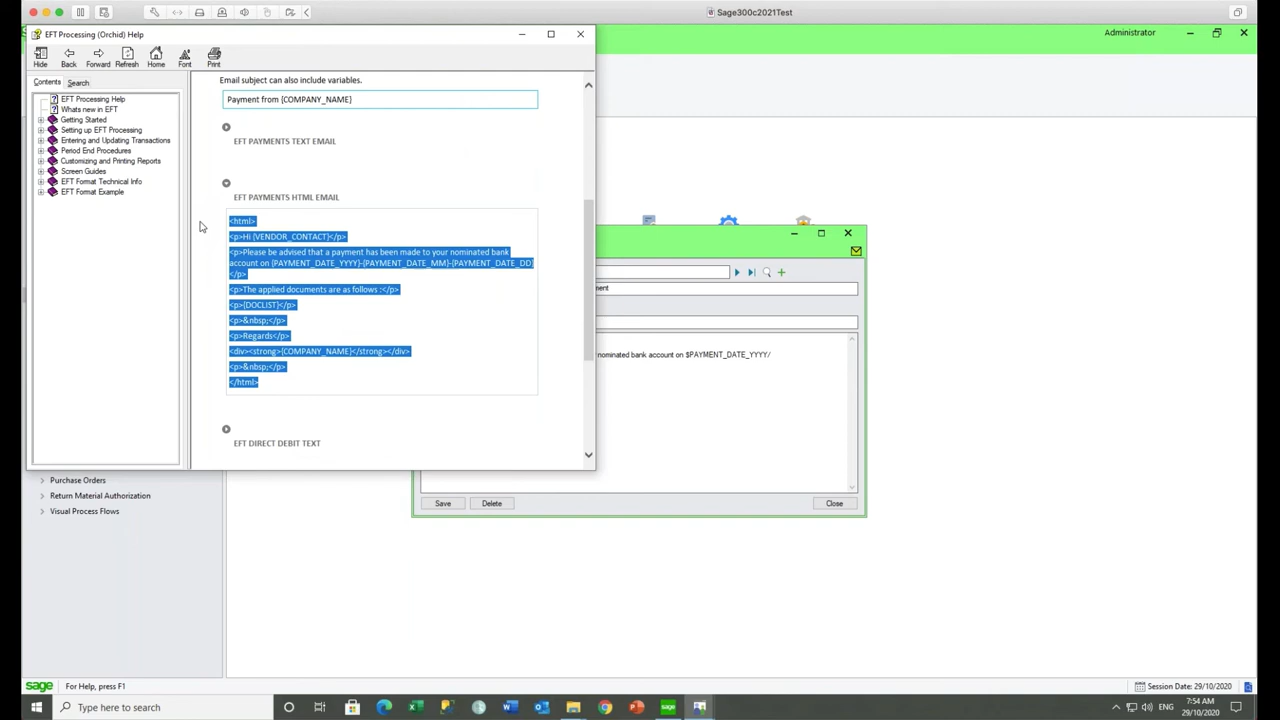 Sage300c2021Test
EFT Processing (Orchid) Help
Administrator
Hide
Back
Forward
Refresh
Home
Font
Print
Contents
Search
EFT Processing Help
Whats new in EFT
Getting Started
Setting up EFT Processing
Entering and Updating Transactions
Period End Procedures
Customizing and Printing Reports
Screen Guides
EFT Format Technical Info
EFT Format Example
Email subject can also include variables.
Payment from {COMPANY_NAME}
EFT PAYMENTS TEXT EMAIL
EFT PAYMENTS HTML EMAIL
<html>
<p>Hi {VENDOR_CONTACT}</p>
<p>Please be advised that a payment has been made to your nominated bank
account on {PAYMENT_DATE_YYYY}-{PAYMENT_DATE_MM}-{PAYMENT_DATE_DD}
</p>
<p>The applied documents are as follows :</p>
<p>{DOCLIST}</p>
<p>&nbsp;</p>
<p>Regards</p>
<div><strong>{COMPANY_NAME}</strong></div>
<p>&nbsp;</p>
</html>
EFT DIRECT DEBIT TEXT
ment
nominated bank account on $PAYMENT_DATE_YYYY/
Save
Delete
Close
Purchase Orders
Return Material Authorization
Visual Process Flows
sage
For Help, press F1
Session Date: 29/10/2020
Type here to search
sage
ENG
7:54 AM
29/10/2020